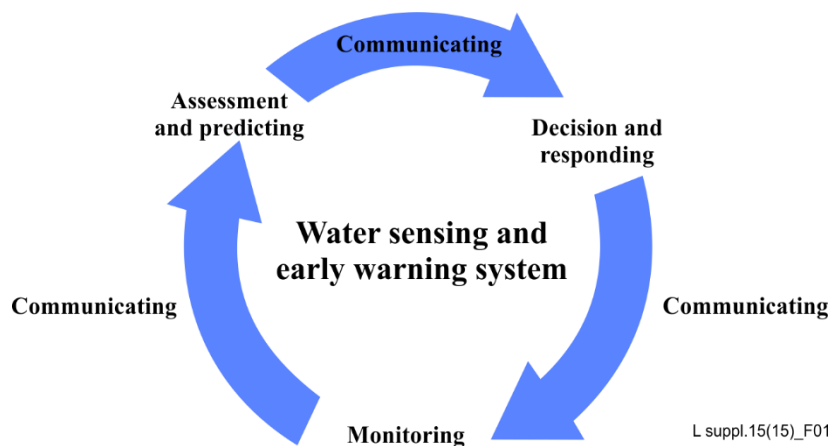 Communicating
Assessment
and predicting
Decision and
responding
Water sensing and
early warning system
Communicating
Communicating
Monitoring
L suppl.15(15)_F01